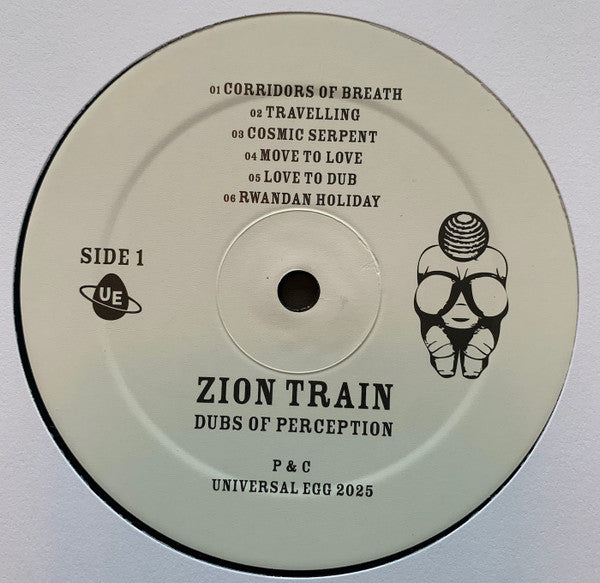 01 CORRIDORS OF BREATH
02 TRAVELLING
03 COSMIC SERPENT
04 MOVE TO LOVE
05 LOVE TO DUB
06 RWANDAN HOLIDAY
SIDE 1
UE
ZION TRAIN
DUBS OF PERCEPTION
P & C
UNIVERSAL EGG 2025